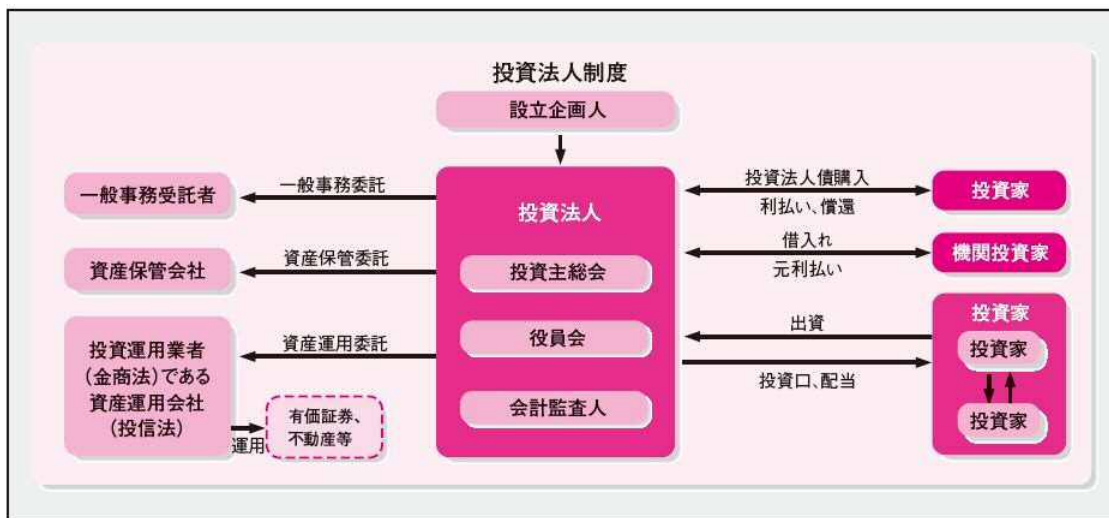 投資法人制度
設立企画人
一般事務受託者
一般事務委託
資産保管会社
資産保管委託
投資運用業者
(金商法)である
資産運用会社
(投信法)
資産運用委託
運用
有価証券、
不動産等
投資法人
投資主総会
役員会
会計監査人
投資法人債購入
利払い、償還
投資家
借入れ
元利払い
機関投資家
出資
投資口、配当
投資家
投資家
投資家